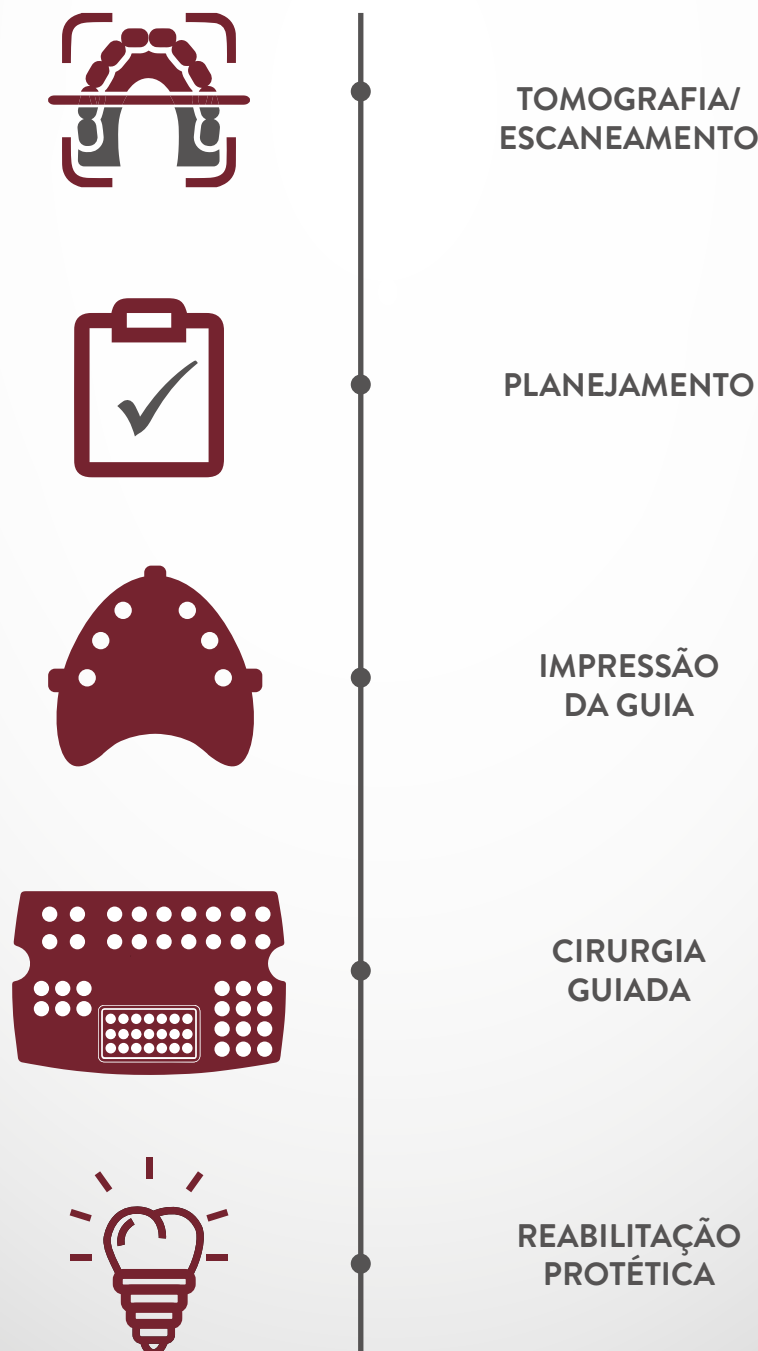 TOMOGRAFIA/
ESCANEAMENTO
PLANEJAMENTO
IMPRESSÃO
DA GUIA
CIRURGIA
GUIADA
REABILITAÇÃO
PROTÉTICA